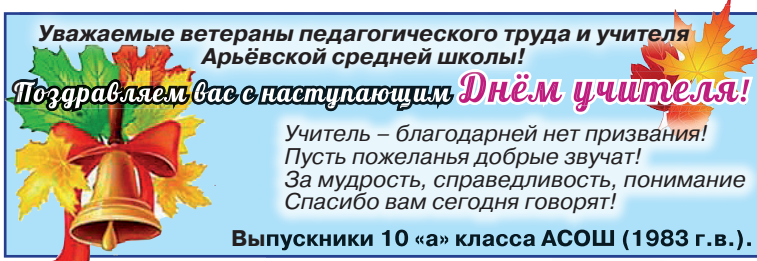 Уважаемые ветераны педагогического труда и учителя
Арьёвской средней школы!
Поздравляем вас с наступающим Днём учителя!
Учитель – благодарней нет призвания!
Пусть пожеланья добрые звучат!
За мудрость, справедливость, понимание
Спасибо вам сегодня говорят!
Выпускники 10 «а» класса АСОШ (1983 г.в.).